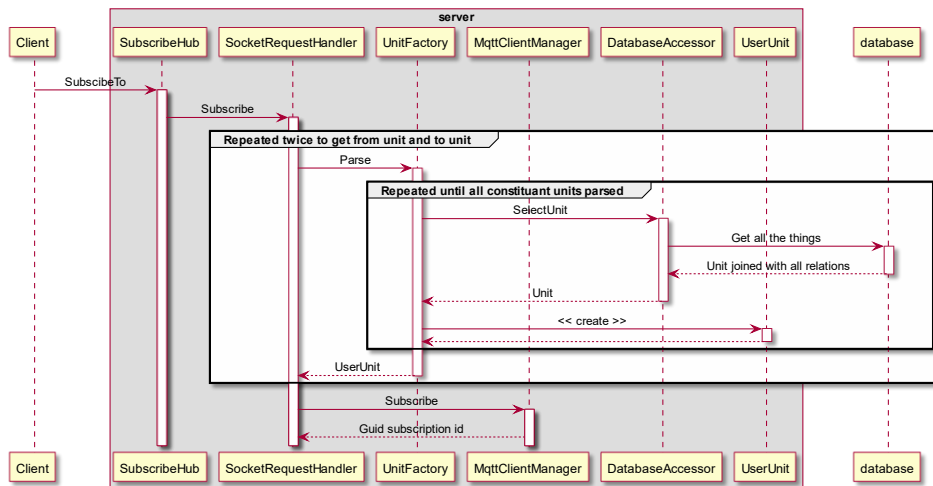 server
Client
SubscribeHub
SocketRequestHandler
UnitFactory
MqttClientManager
DatabaseAccessor
UserUnit
database
SubscibeTo
Subscribe
Repeated twice to get from unit and to unit
Parse
Repeated until all constituant units parsed
SelectUnit
Get all the things
Unit joined with all relations
Unit
<< create >>
UserUnit
Subscribe
Guid subscription id
Client
SubscribeHub
SocketRequestHandler
UnitFactory
MqttClientManager
DatabaseAccessor
UserUnit
database